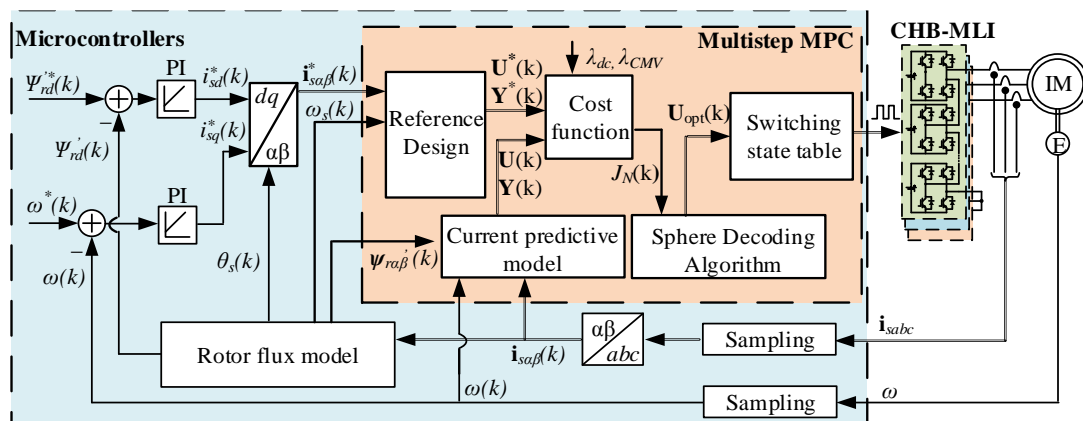 Microcontrollers
Multistep MPC
CHB-MLI
Ψ'*rd(k)
PI
i*sd(k)
i*sαβ(k)
λdc, λCMV
U*(k)
Y*(k)
Cost
function
Uopt(k)
Switching
state table
IM
E
dq
αβ
ωs(k)
Reference
Design
−
Ψrd'(k)
i*sq(k)
U(k)
Y(k)
JN(k)
ω*(k)
PI
−
ω(k)
θs(k)
ψrαβ'(k)
Current predictive
model
Sphere Decoding
Algorithm
Rotor flux model
isαβ(k)
αβ
abc
Sampling
isabc
ω(k)
Sampling
ω